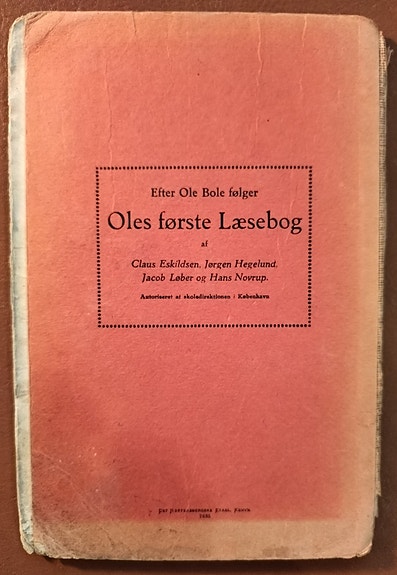 Efter Ole Bole følger
Oles første Læsebog
af
Claus Eskildsen, Jørgen Hegelund,
Jacob Løber og Hans Novrup.
Autoriseret af skoledirektionen i København